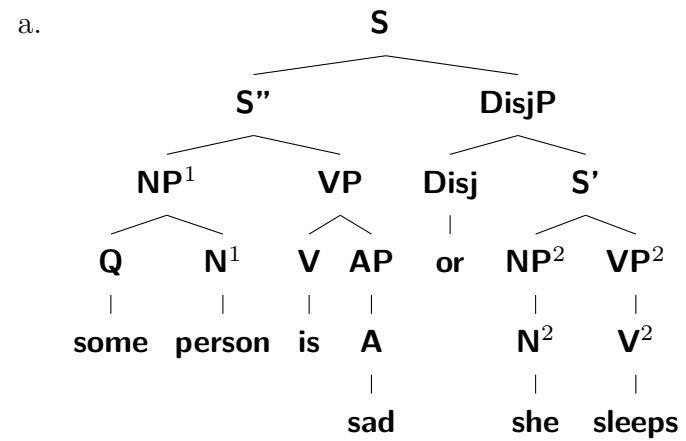 a. S
S” DisjP
NP¹ VP Disj S’
Q N¹ V AP or NP² VP²
some person is A N² V²
sad she sleeps